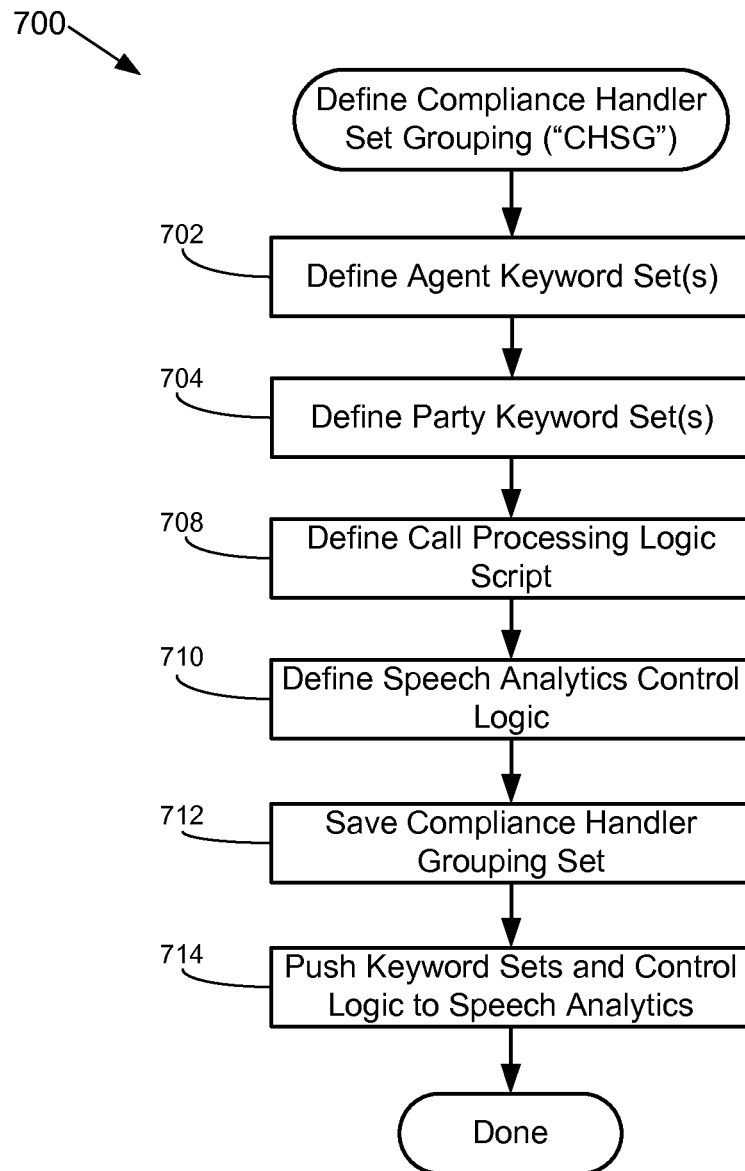 700
Define Compliance Handler
Set Grouping (“CHSG”)
702
Define Agent Keyword Set(s)
704
Define Party Keyword Set(s)
708
Define Call Processing Logic
Script
710
Define Speech Analytics Control
Logic
712
Save Compliance Handler
Grouping Set
714
Push Keyword Sets and Control
Logic to Speech Analytics
Done